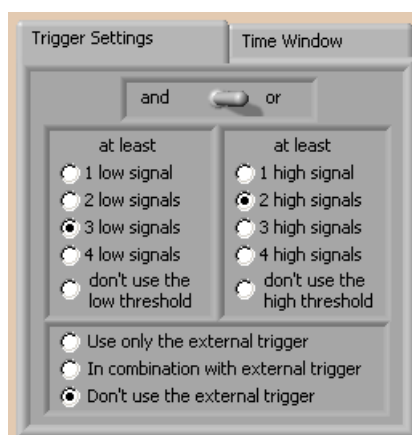 Trigger Settings
Time Window
and or
at least
1 low signal
2 low signals
3 low signals
4 low signals
don't use the
low threshold
at least
1 high signal
2 high signals
3 high signals
4 high signals
don't use the
high threshold
Use only the external trigger
In combination with external trigger
Don't use the external trigger